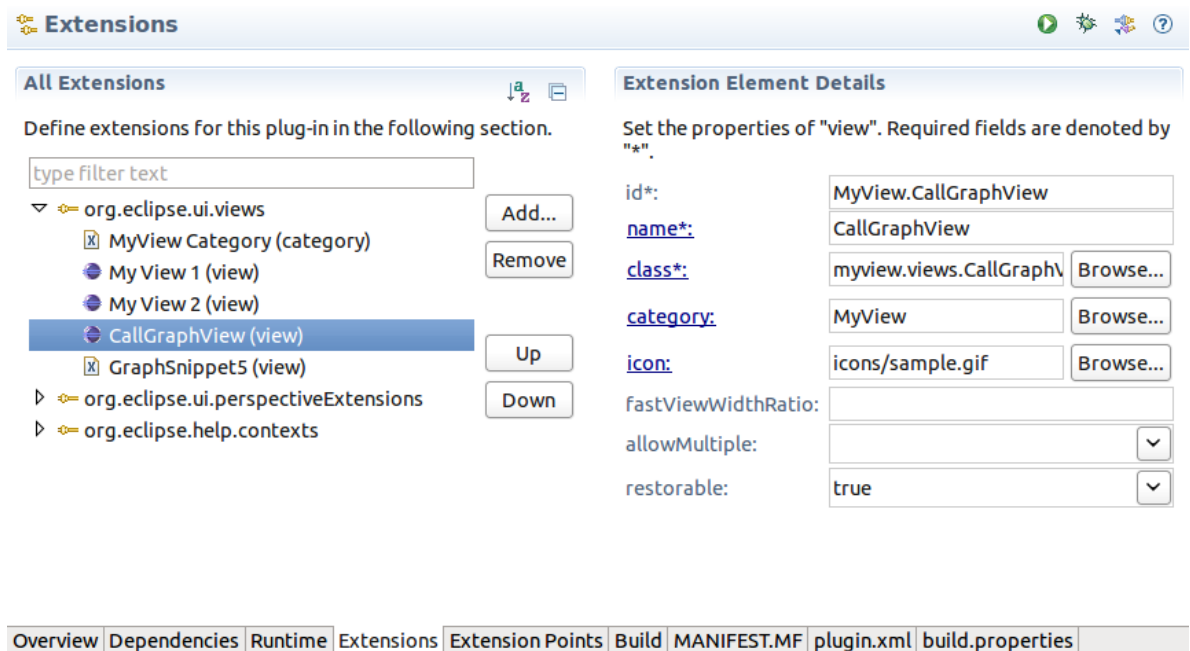 Extensions
All Extensions
Define extensions for this plug-in in the following section.
type filter text
org.eclipse.ui.views
MyView Category (category)
My View 1 (view)
My View 2 (view)
CallGraphView (view)
GraphSnippet5 (view)
org.eclipse.ui.perspectiveExtensions
org.eclipse.help.contexts
Add...
Remove
Up
Down
Extension Element Details
Set the properties of "view". Required fields are denoted by
"*".
id*: MyView.CallGraphView
name*: CallGraphView
class*: myview.views.CallGraphV Browse...
category: MyView Browse...
icon: icons/sample.gif Browse...
fastViewWidthRatio:
allowMultiple:
restorable: true
Overview Dependencies Runtime Extensions Extension Points Build MANIFEST.MF plugin.xml build.properties